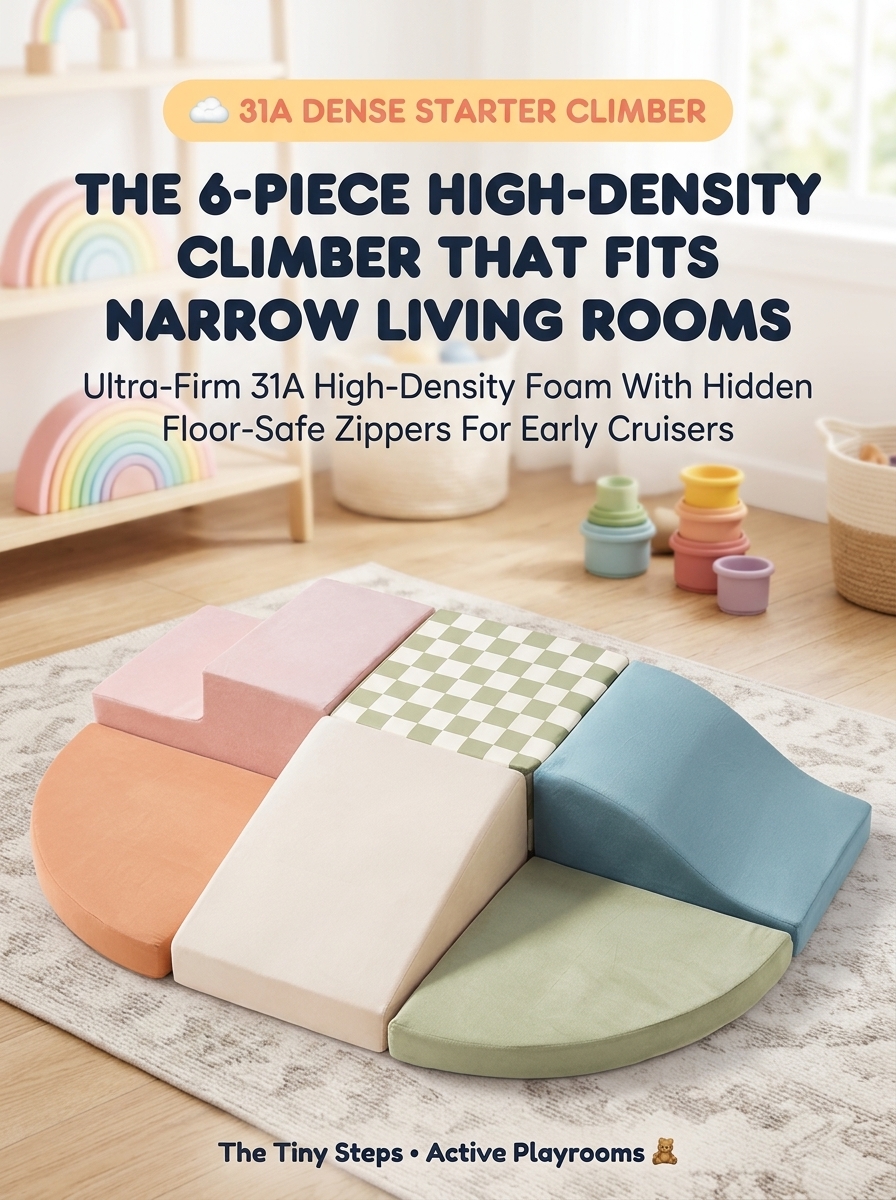 ☁️ 31A DENSE STARTER CLIMBER
THE 6-PIECE HIGH-DENSITY
CLIMBER THAT FITS
NARROW LIVING ROOMS
Ultra-Firm 31A High-Density Foam With Hidden
Floor-Safe Zippers For Early Cruisers
The Tiny Steps • Active Playrooms 🧸